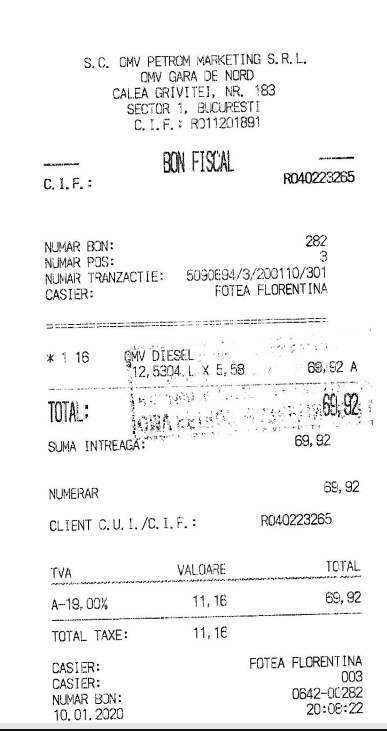 S.C. OMV PETROM MARKETING S.R.L.
OMV GARA DE NORD
CALEA GRIVITEI, NR. 183
SECTOR 1, BUCURESTI
C.I.F.: RO11201891
BON FISCAL
C.I.F.: RO40223265
NUMAR BON: 282
NUMAR POS: 3
NUMAR TRANZACTIE: 5090694/3/200110/301
CASIER: FOTEA FLORENTINA
* 1 16 OMV DIESEL
12,5304 L X 5,58 69,92 A
TOTAL: 69,92
SUMA INTREAGA: 69,92
NUMERAR 69,92
CLIENT C.U.I./C.I.F.: RO40223265
TVA VALOARE TOTAL
A-19,00% 11,16 69,92
TOTAL TAXE: 11,16
CASIER: FOTEA FLORENTINA
CASIER: 003
NUMAR BON: 0642-00282
10.01.2020 20:08:22